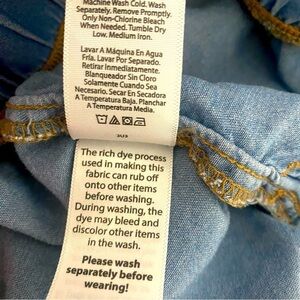 Machine Wash Cold. Wash
Separately. Remove Promptly.
Only Non-Chlorine Bleach
When Needed. Tumble Dry
Low. Medium Iron.
Lavar A Máquina En Agua
Fría. Lavar Por Separado.
Retirar Inmediatamente.
Blanqueador Sin Cloro
Solamente Cuando Sea
Necesario. Secar En Secadora
A Temperatura Baja. Planchar
A Temperatura Media.
The rich dye process
used in making this
fabric can rub off
onto other items
before washing.
During washing, the
dye may bleed and
discolor other items
in the wash.
Please wash
separately before
wearing!